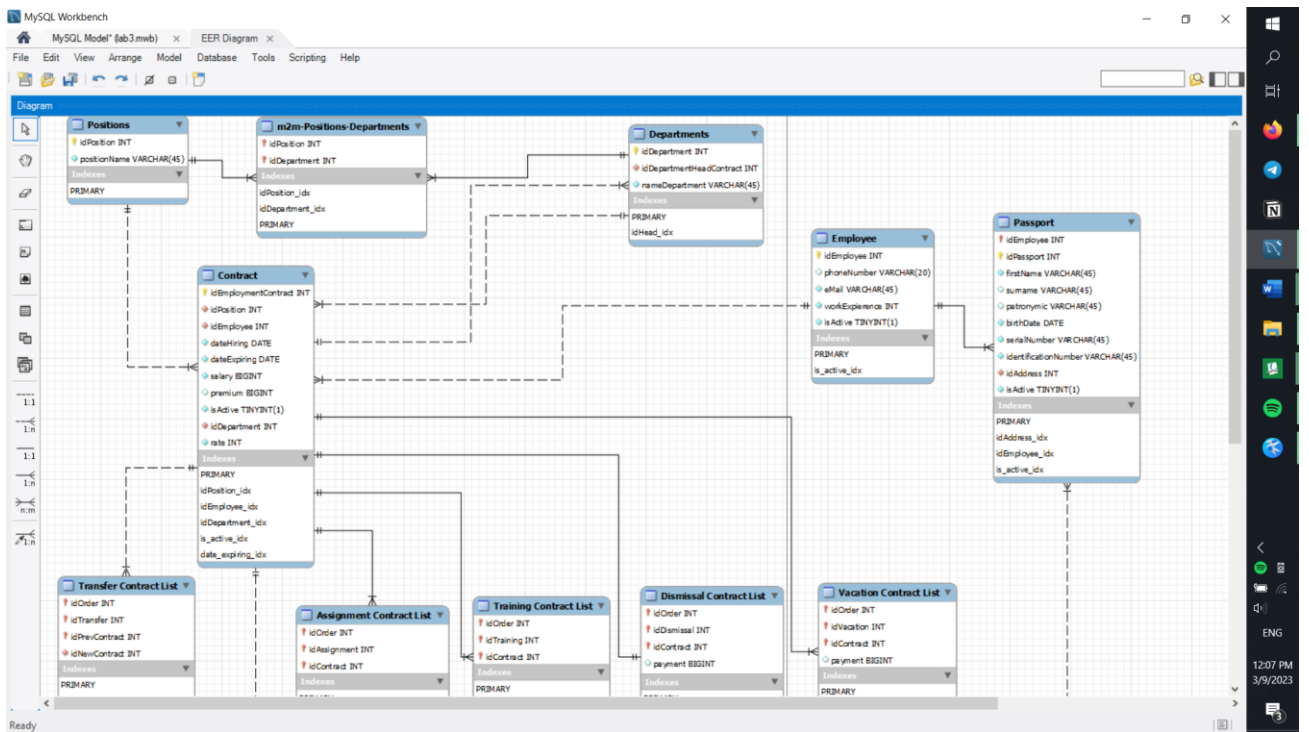 MySQL Workbench
MySQL Model* (lab3.mwb) ×
EER Diagram ×
File Edit View Arrange Model Database Tools Scripting Help
Diagram
1:1
1:n
1:1
1:n
n:m
1:n
Positions
idPosition INT
positionName VARCHAR(45)
Indexes
PRIMARY
m2m-Positions-Departments
idPosition INT
idDepartment INT
Indexes
idPosition_idx
idDepartment_idx
PRIMARY
Departments
idDepartment INT
idDepartmentHeadContract INT
nameDepartment VARCHAR(45)
Indexes
PRIMARY
idHead_idx
Employee
idEmployee INT
phoneNumber VARCHAR(20)
eMail VARCHAR(45)
workExpierence INT
isActive TINYINT(1)
Indexes
PRIMARY
is_active_idx
Passport
idEmployee INT
idPassport INT
firstName VARCHAR(45)
surname VARCHAR(45)
patronymic VARCHAR(45)
birthDate DATE
serialNumber VARCHAR(45)
identificationNumber VARCHAR(45)
idAddress INT
isActive TINYINT(1)
Indexes
PRIMARY
idAddress_idx
idEmployee_idx
is_active_idx
Contract
idEmploymentContract INT
idPosition INT
idEmployee INT
dateHiring DATE
dateExpiring DATE
salary BIGINT
premium BIGINT
isActive TINYINT(1)
idDepartment INT
rate INT
Indexes
PRIMARY
idPosition_idx
idEmployee_idx
idDepartment_idx
is_active_idx
date_expiring_idx
Transfer Contract List
idOrder INT
idTransfer INT
idPrevContract INT
idNewContract INT
Indexes
PRIMARY
Assignment Contract List
idOrder INT
idAssignment INT
idContract INT
Indexes
Training Contract List
idOrder INT
idTraining INT
idContract INT
Indexes
PRIMARY
Dismissal Contract List
idOrder INT
idDismissal INT
idContract INT
payment BIGINT
Indexes
Vacation Contract List
idOrder INT
idVacation INT
idContract INT
payment BIGINT
Indexes
PRIMARY
Ready
ENG
12:07 PM
3/9/2023
3